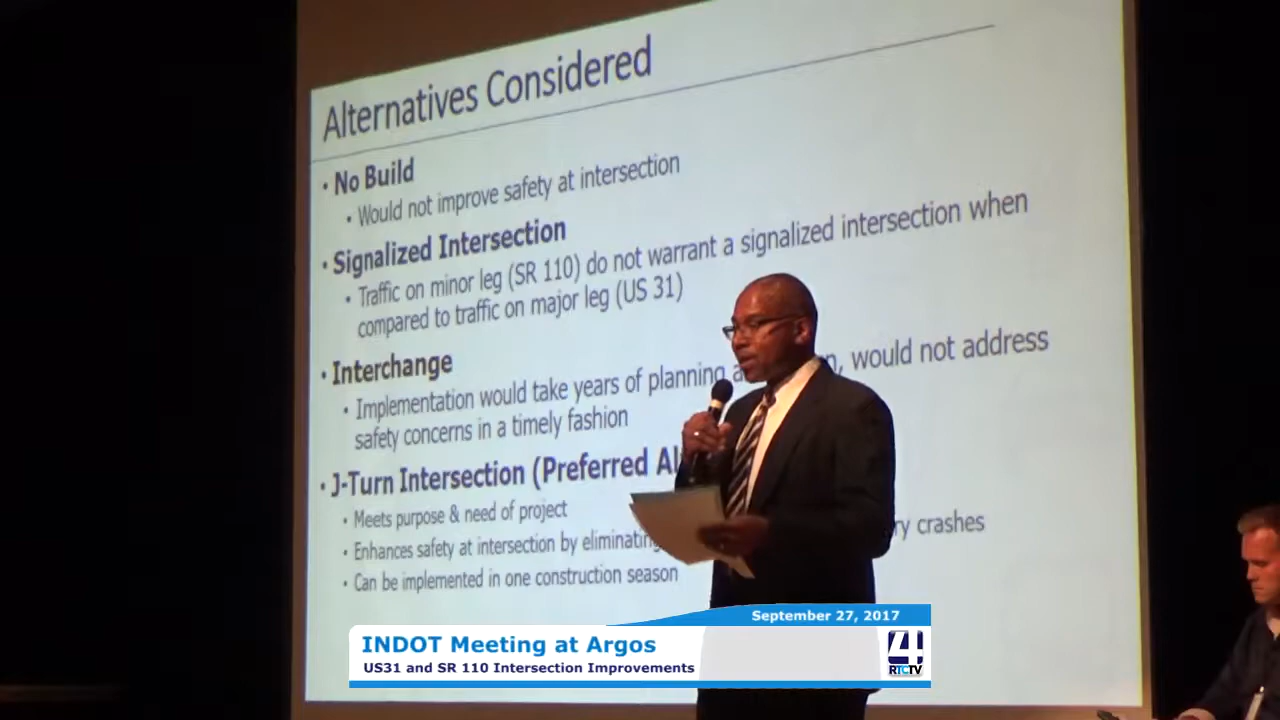 Alternatives Considered
• No Build
• Would not improve safety at intersection
• Signalized Intersection
• Traffic on minor leg (SR 110) do not warrant a signalized intersection when
compared to traffic on major leg (US 31)
• Interchange
• Implementation would take years of planning would not address
safety concerns in a timely fashion
• J-Turn Intersection (Preferred
• Meets purpose & need of project
• Enhances safety at intersection by eliminating crashes
• Can be implemented in one construction season
September 27, 2017
INDOT Meeting at Argos
US31 and SR 110 Intersection Improvements
4
RTCTV